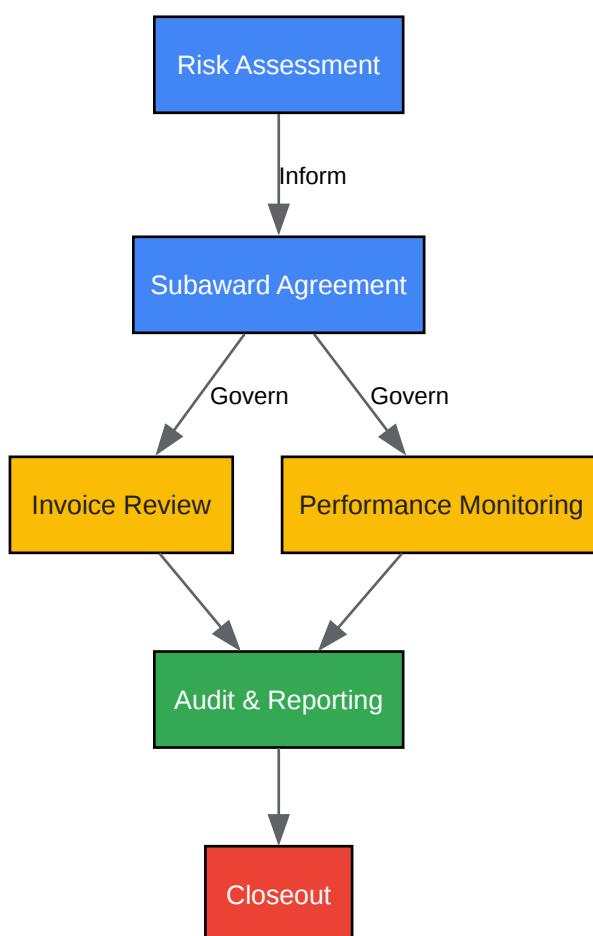 Risk Assessment
Inform
Subaward Agreement
Govern
Govern
Invoice Review
Performance Monitoring
Audit & Reporting
Closeout